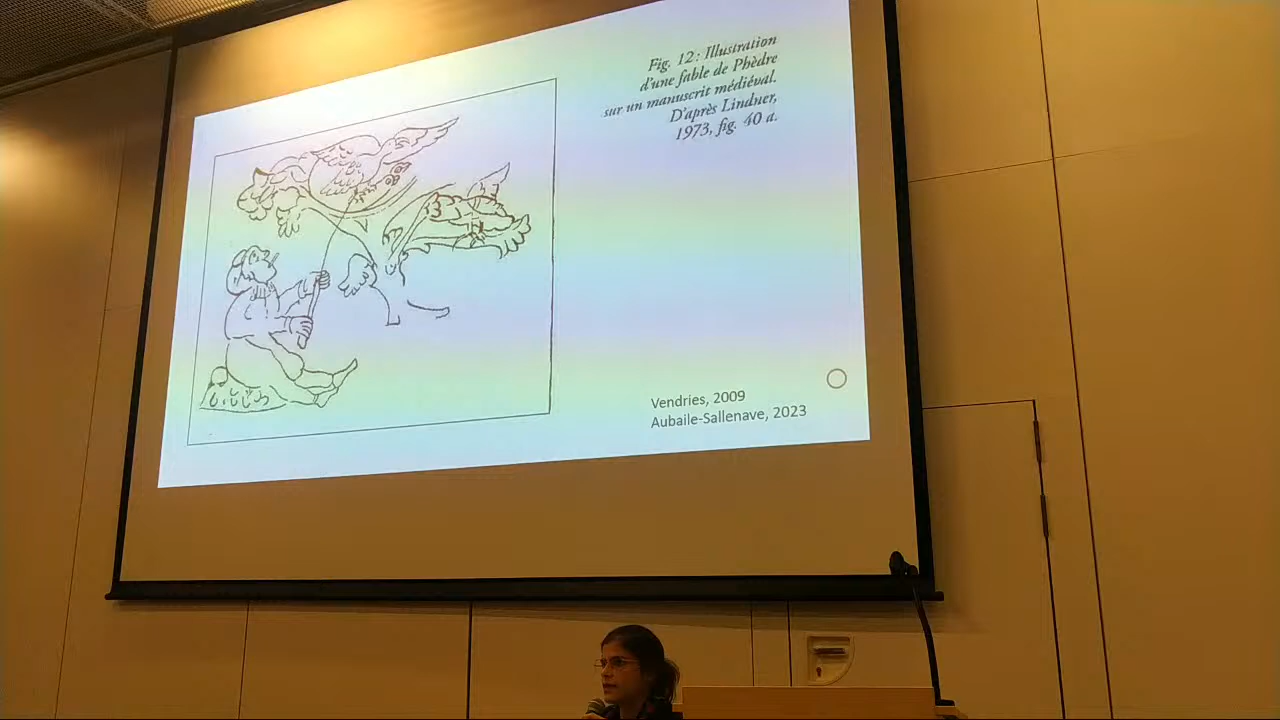 Fig. 12 : Illustration
d'une fable de Phèdre
sur un manuscrit médiéval.
D'après Lindner,
1973, fig. 40 a.
Vendries, 2009
Aubaile-Sallenave, 2023